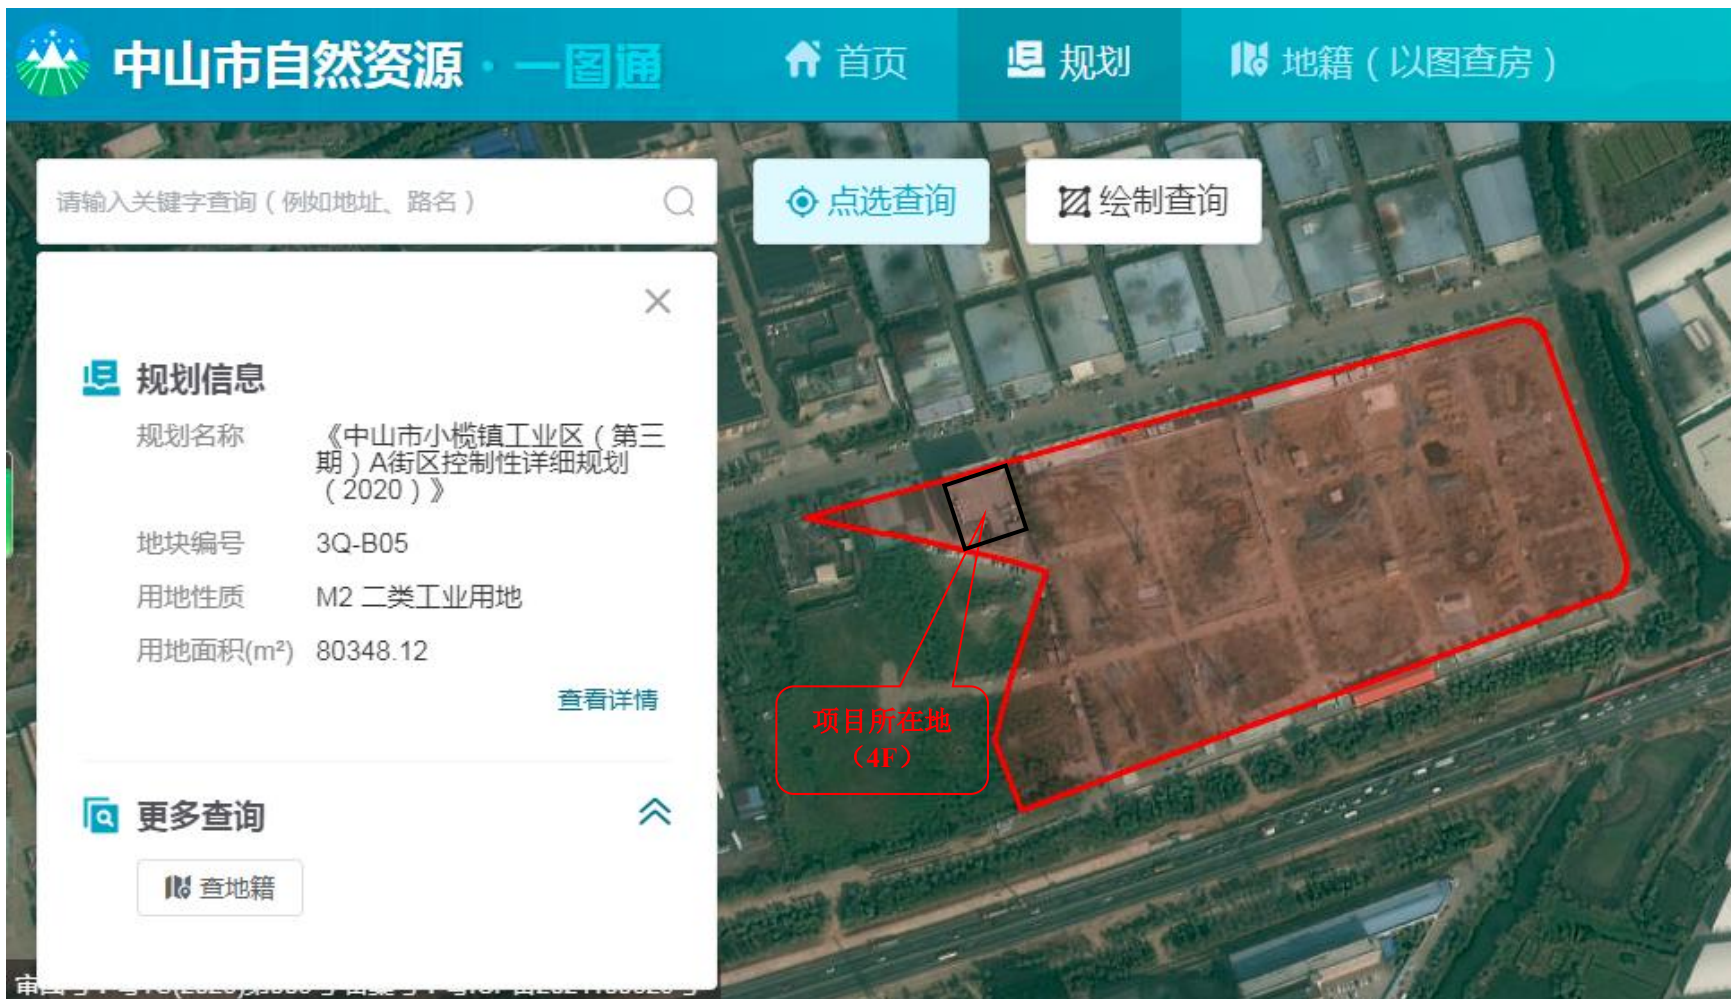 中山市自然资源·一图通
首页
规划
地籍（以图查房）
请输入关键字查询（例如地址、路名）
点选查询
绘制查询
规划信息
规划名称
《中山市小榄镇工业区（第三
期）A街区控制性详细规划
（2020）》
地块编号
3Q-B05
用地性质
M2 二类工业用地
用地面积(m²)
80348.12
查看详情
项目所在地
（4F）
更多查询
查地籍